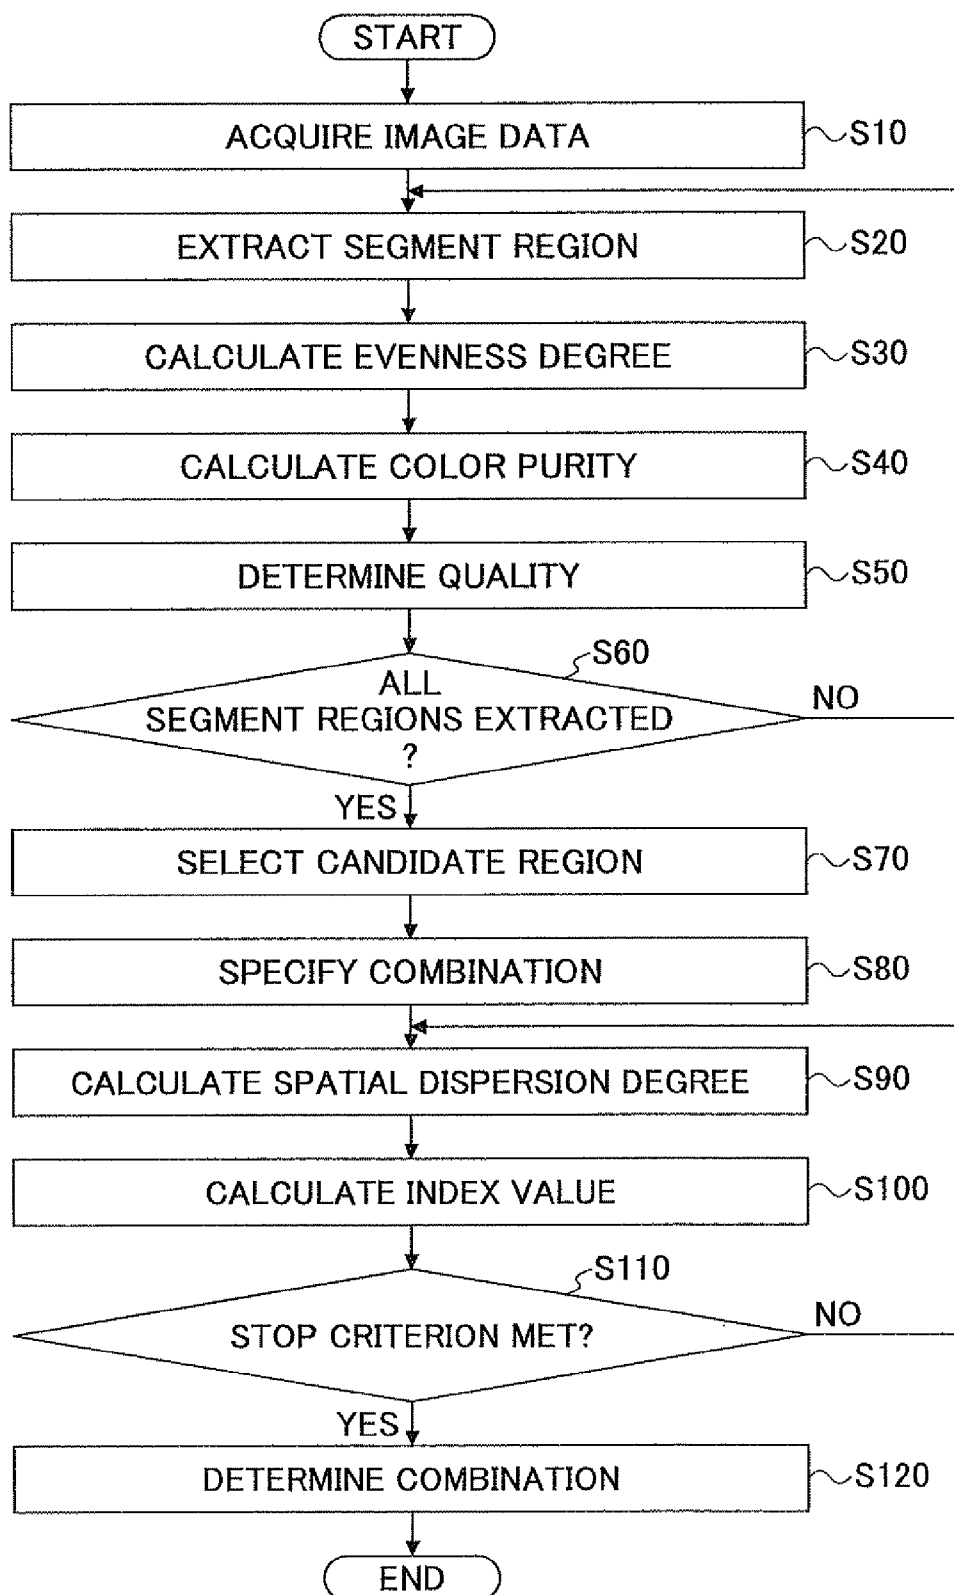 START
ACQUIRE IMAGE DATA
S10
EXTRACT SEGMENT REGION
S20
CALCULATE EVENNESS DEGREE
S30
CALCULATE COLOR PURITY
S40
DETERMINE QUALITY
S50
S60
ALL
SEGMENT REGIONS EXTRACTED
?
NO
YES
SELECT CANDIDATE REGION
S70
SPECIFY COMBINATION
S80
CALCULATE SPATIAL DISPERSION DEGREE
S90
CALCULATE INDEX VALUE
S100
S110
STOP CRITERION MET?
NO
YES
DETERMINE COMBINATION
S120
END